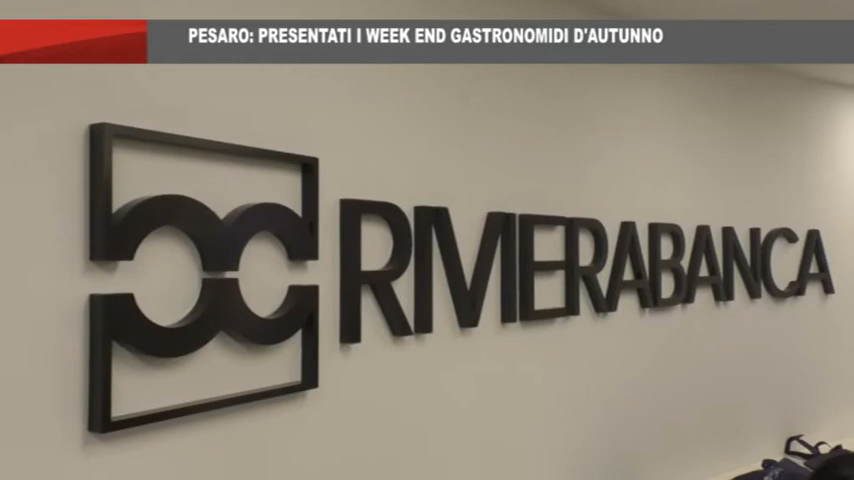 PESARO: PRESENTATI I WEEK END GASTRONOMIDI D'AUTUNNO
RIVIERABANCA